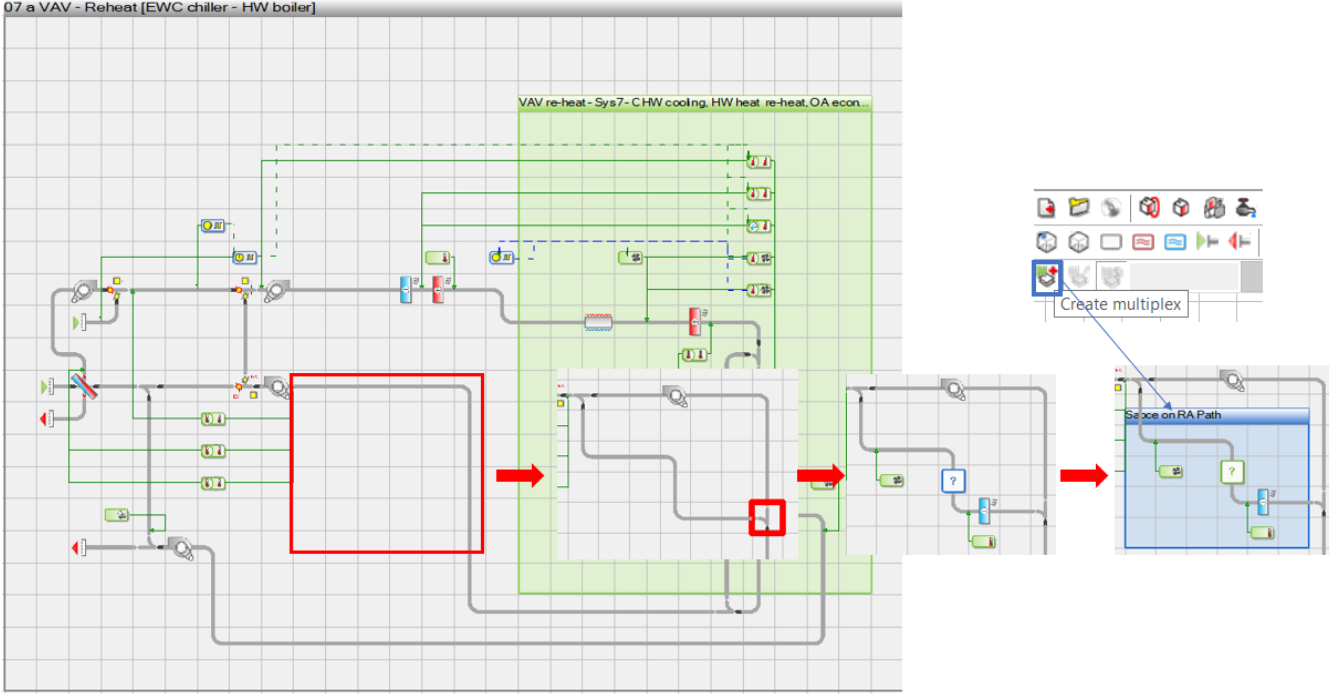 07 a VAV - Reheat [EWC chiller - HW boiler]
VAV re-heat - Sys7 - CHW cooling, HW heat re-heat, OA econ...
Create multiplex
Sapce on RA Path
?
?